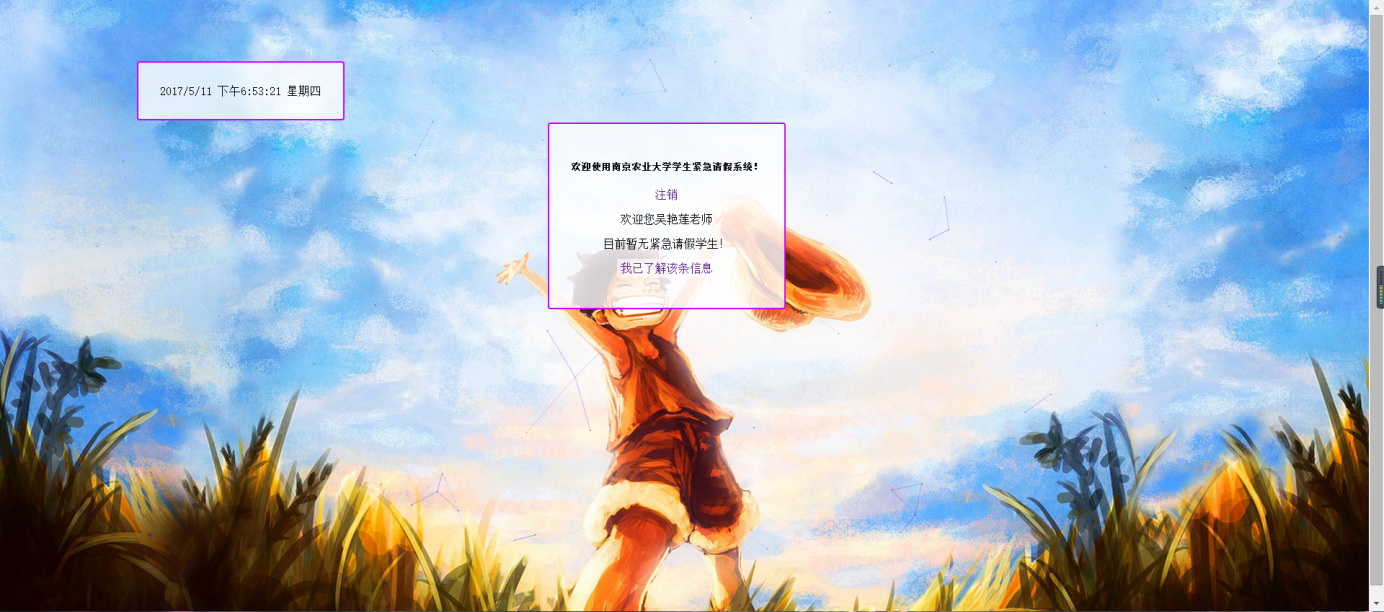 2017/5/11 下午6:53:21 星期四
欢迎使用南京农业大学学生紧急请假系统!
注销
欢迎您吴艳莲老师
目前暂无紧急请假学生!
我已了解该条信息